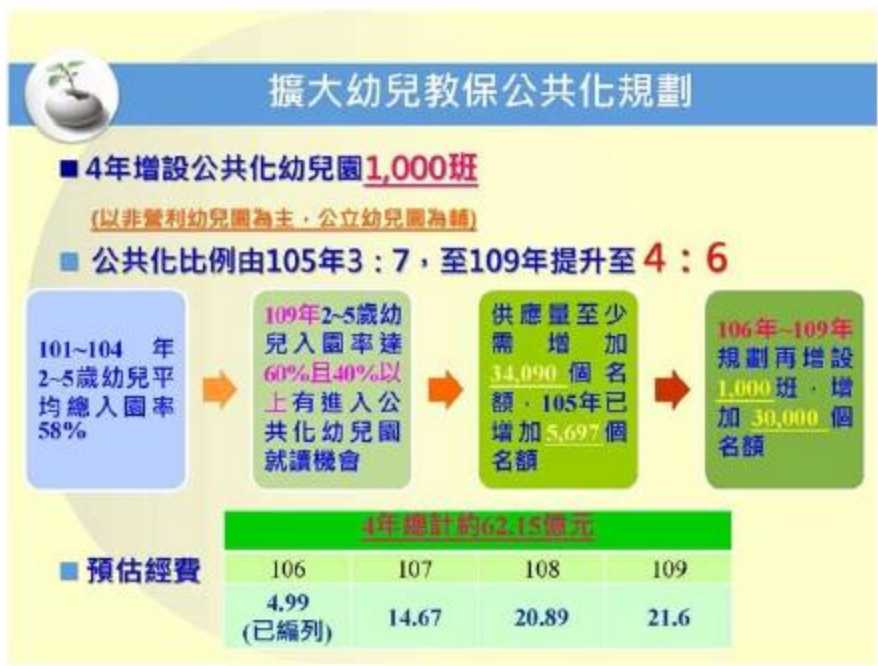 擴大幼兒教保公共化規劃
■4年增設公共化幼兒園1,000班
(以非營利幼兒園為主，公立幼兒園為輔)
■ 公共化比例由105年3：7，至109年提升至 4：6
101~104 年
2~5歲幼兒平
均總入園率
58%
109年2~5歲幼
兒入園率達
60%且40%以
上有進入公
共化幼兒園
就讀機會
供應量至少
需增加
34,090 個名
額，105年已
增加5,697個
名額
106年~109年
規劃再增設
1,000班，增
加 30,000 個
名額
4年總計約62.15億元
■ 預估經費
106 107 108 109
4.99 14.67 20.89 21.6
(已編列)